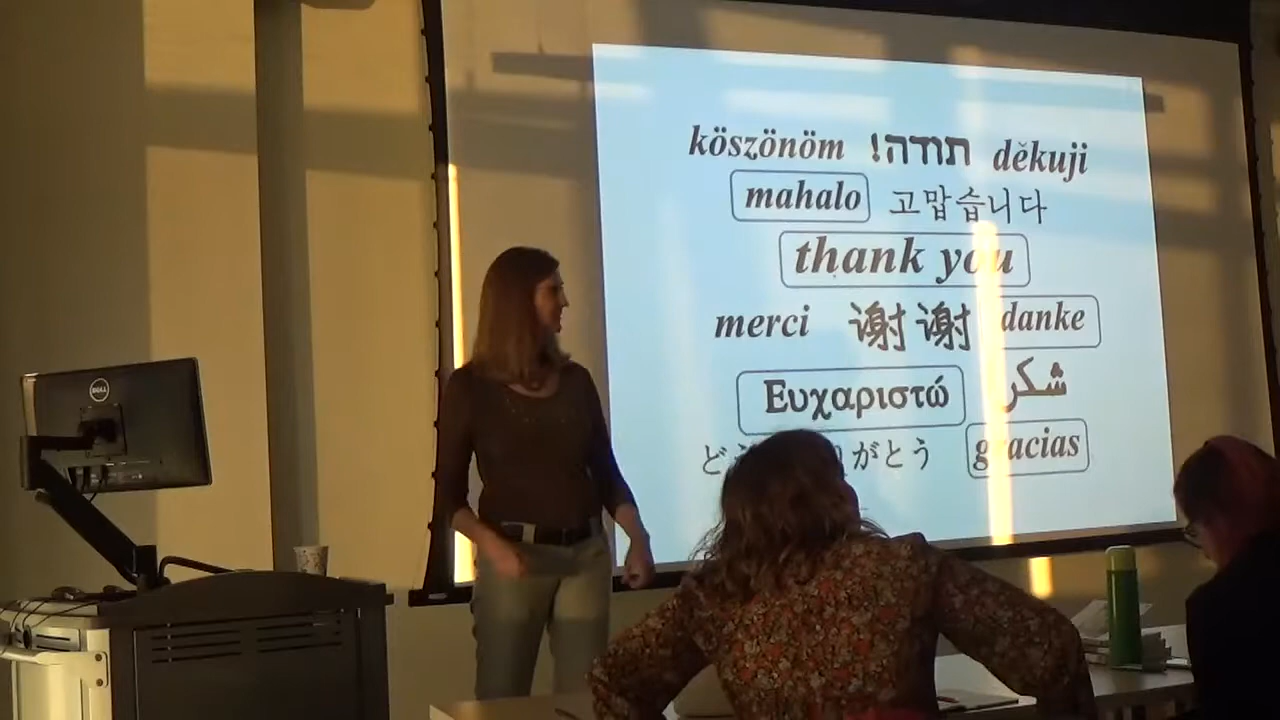 köszönöm תודה! děkuji
mahalo 고맙습니다
thank you
merci 谢谢 danke
Ευχαριστώ شكر
がとう gracias
DELL